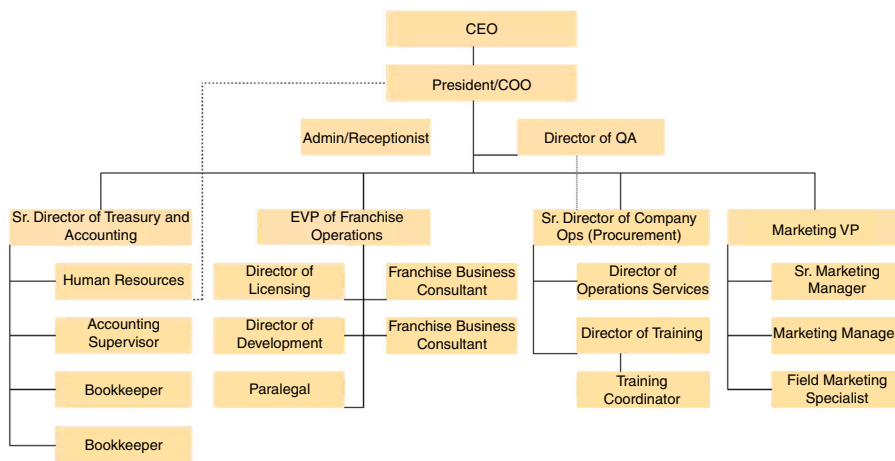 CEO
President/COO
Admin/Receptionist
Director of QA
Sr. Director of Treasury and
Accounting
EVP of Franchise
Operations
Sr. Director of Company
Ops (Procurement)
Marketing VP
Human Resources
Director of
Licensing
Franchise Business
Consultant
Director of
Operations Services
Sr. Marketing
Manager
Accounting
Supervisor
Director of
Development
Franchise Business
Consultant
Director of Training
Marketing Manage
Bookkeeper
Paralegal
Training
Coordinator
Field Marketing
Specialist
Bookkeeper